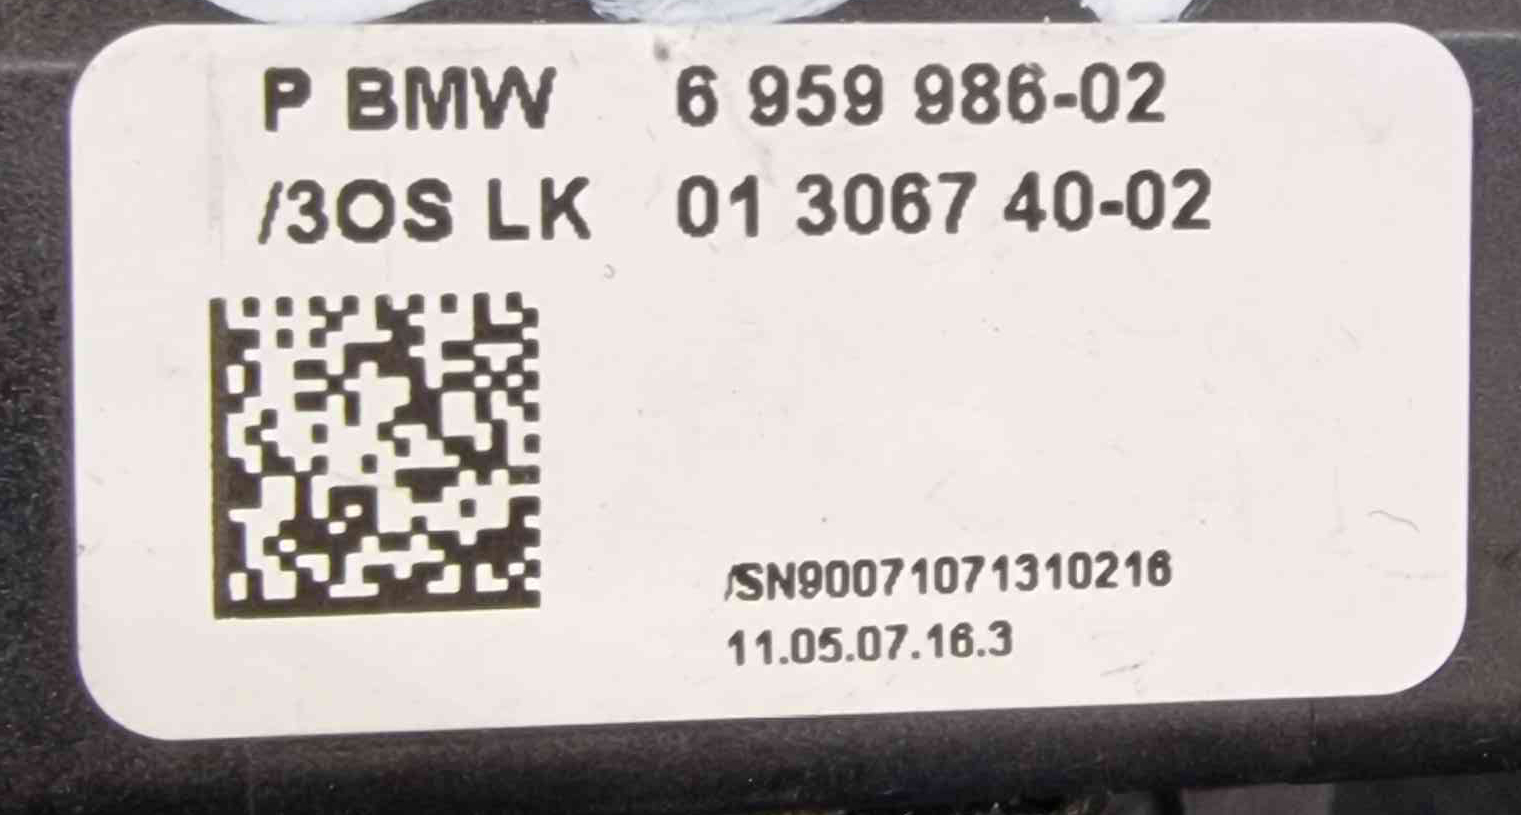 P BMW 6 959 986-02
/3OS LK 01 3067 40-02
/SN90071071310216
11.05.07.16.3